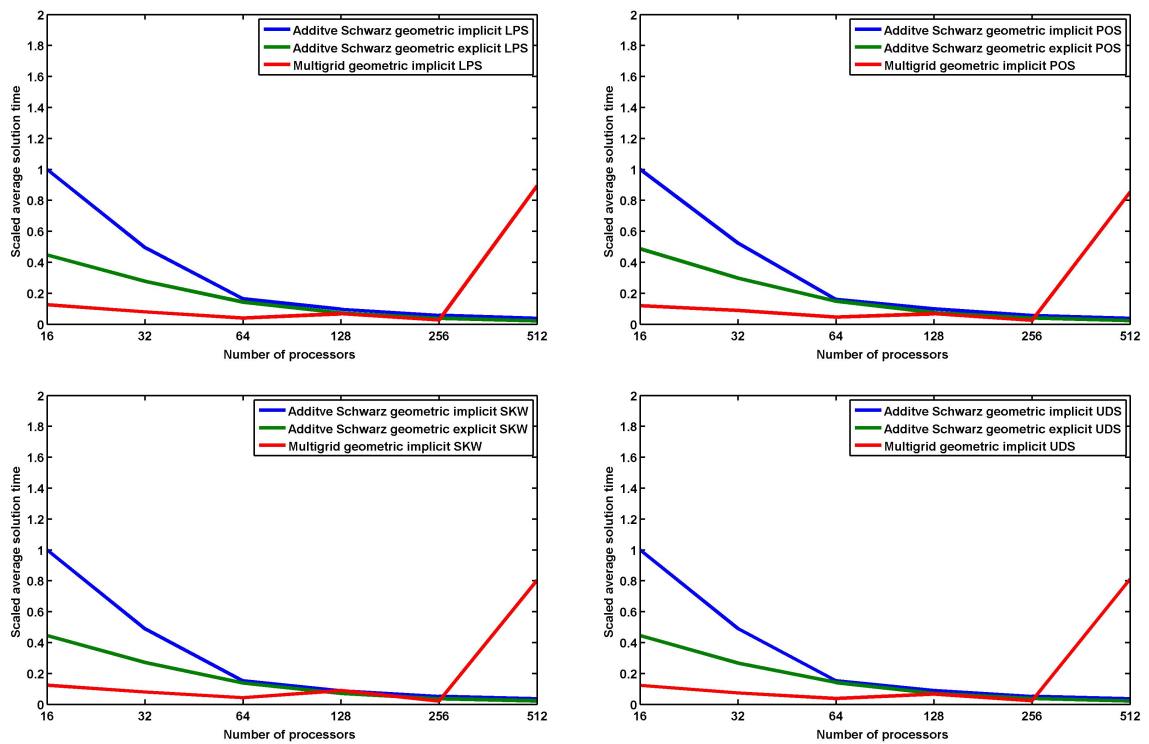 2
1.8
1.6
1.4
1.2
1
0.8
0.6
0.4
0.2
0
Scaled average solution time
Additve Schwarz geometric implicit LPS
Additve Schwarz geometric explicit LPS
Multigrid geometric implicit LPS
16 32 64 128 256 512
Number of processors
2
1.8
1.6
1.4
1.2
1
0.8
0.6
0.4
0.2
0
Scaled average solution time
Additve Schwarz geometric implicit POS
Additve Schwarz geometric explicit POS
Multigrid geometric implicit POS
16 32 64 128 256 512
Number of processors
2
1.8
1.6
1.4
1.2
1
0.8
0.6
0.4
0.2
0
Scaled average solution time
Additve Schwarz geometric implicit SKW
Additve Schwarz geometric explicit SKW
Multigrid geometric implicit SKW
16 32 64 128 256 512
Number of processors
2
1.8
1.6
1.4
1.2
1
0.8
0.6
0.4
0.2
0
Scaled average solution time
Additve Schwarz geometric implicit UDS
Additve Schwarz geometric explicit UDS
Multigrid geometric implicit UDS
16 32 64 128 256 512
Number of processors